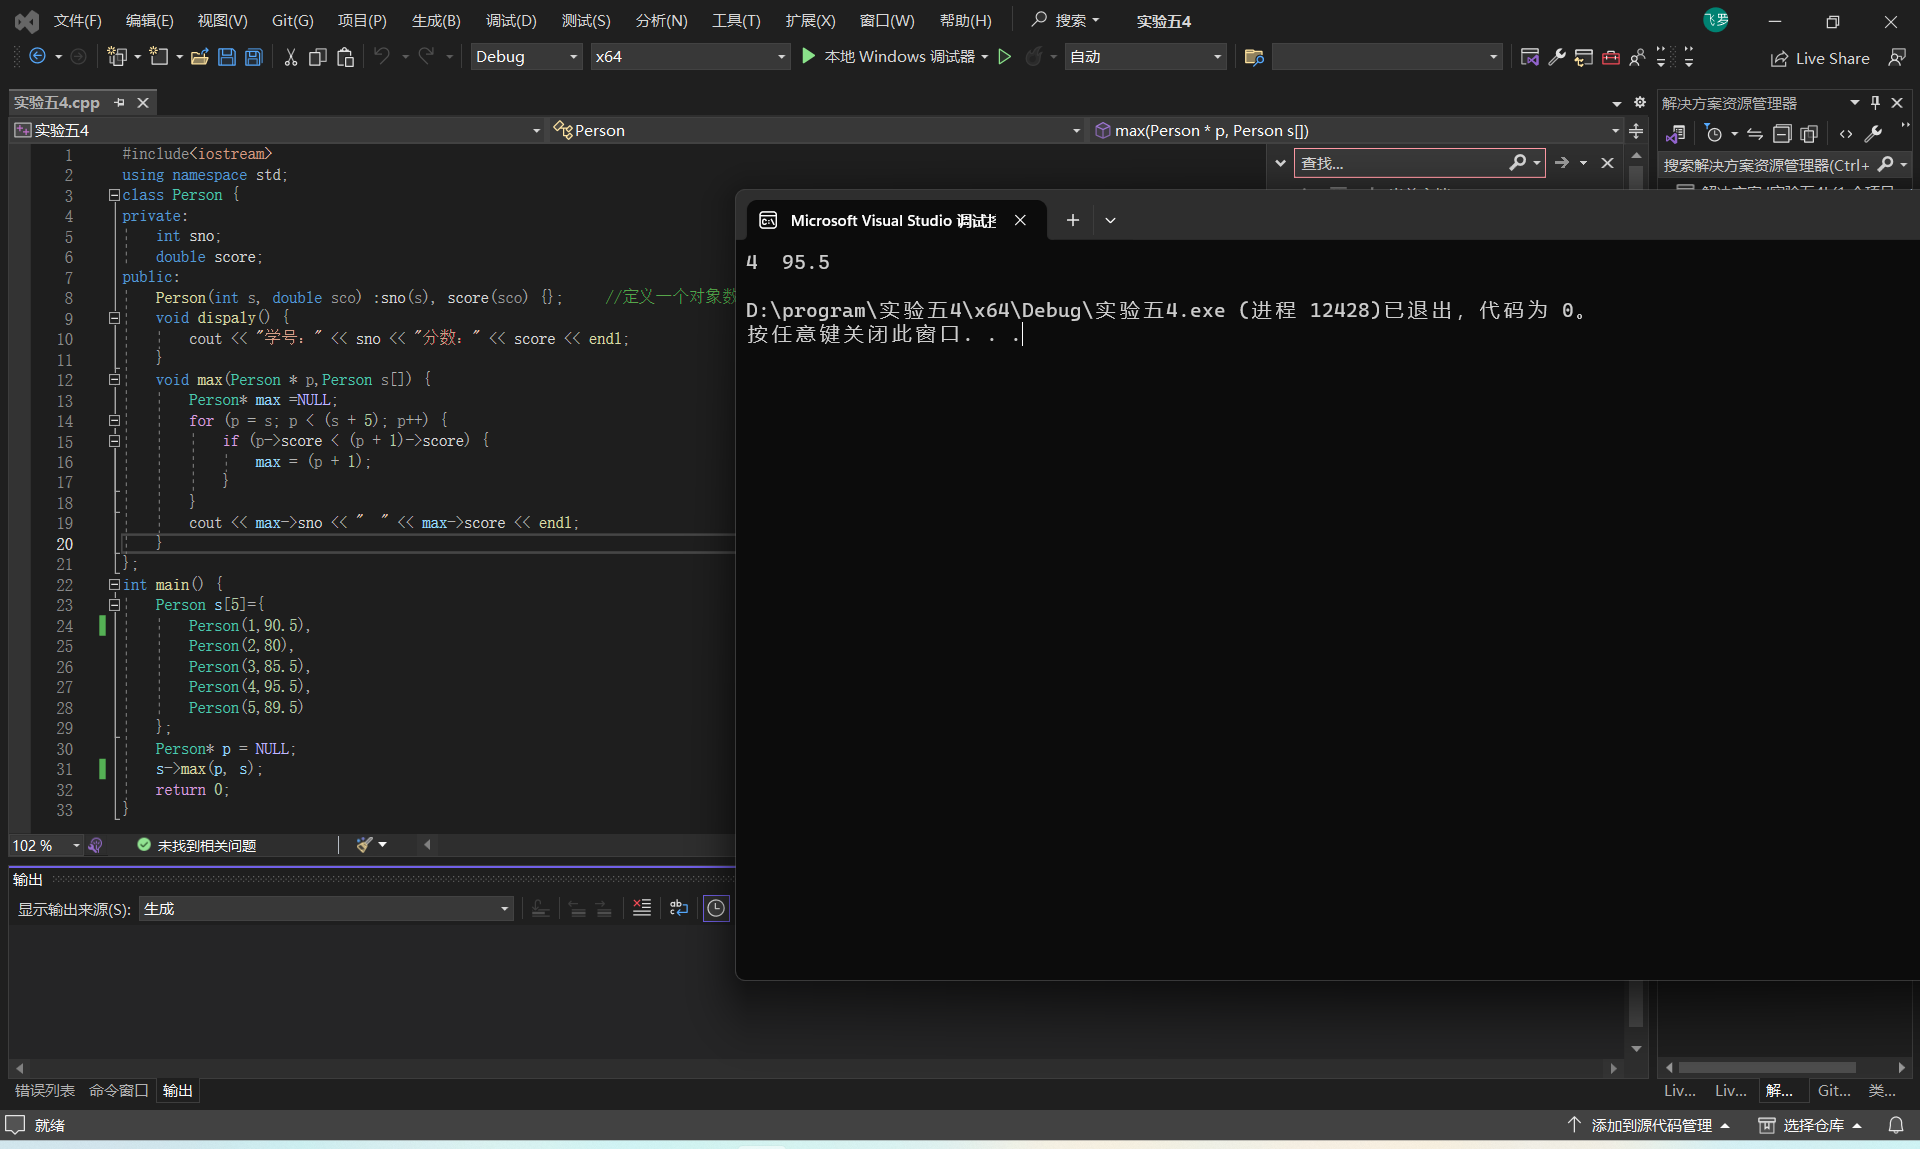 文件(F) 编辑(E) 视图(V) Git(G) 项目(P) 生成(B) 调试(D) 测试(S) 分析(N) 工具(T) 扩展(X) 窗口(W) 帮助(H) 搜索 实验五4 飞罗
Debug x64 本地 Windows 调试器 自动 Live Share
实验五4.cpp
解决方案资源管理器
实验五4 Person max(Person * p, Person s[])
查找...
搜索解决方案资源管理器(Ctrl+
1 #include<iostream>
2 using namespace std;
3 class Person {
4 private:
5 int sno;
6 double score;
7 public:
8 Person(int s, double sco) :sno(s), score(sco) {}; //定义一个对象数
9 void dispaly() {
10 cout << "学号：" << sno << "分数：" << score << endl;
11 }
12 void max(Person * p,Person s[]) {
13 Person* max =NULL;
14 for (p = s; p < (s + 5); p++) {
15 if (p->score < (p + 1)->score) {
16 max = (p + 1);
17 }
18 }
19 cout << max->sno << "  " << max->score << endl;
20 }
21 };
22 int main() {
23 Person s[5]={
24 Person(1,90.5),
25 Person(2,80),
26 Person(3,85.5),
27 Person(4,95.5),
28 Person(5,89.5)
29 };
30 Person* p = NULL;
31 s->max(p, s);
32 return 0;
33 }
Microsoft Visual Studio 调试
4  95.5
D:\program\实验五4\x64\Debug\实验五4.exe (进程 12428)已退出，代码为 0。
按任意键关闭此窗口. . .
102 % 未找到相关问题
输出
显示输出来源(S): 生成
错误列表 命令窗口 输出
Liv... Liv... 解... Git... 类...
就绪 添加到源代码管理 选择仓库